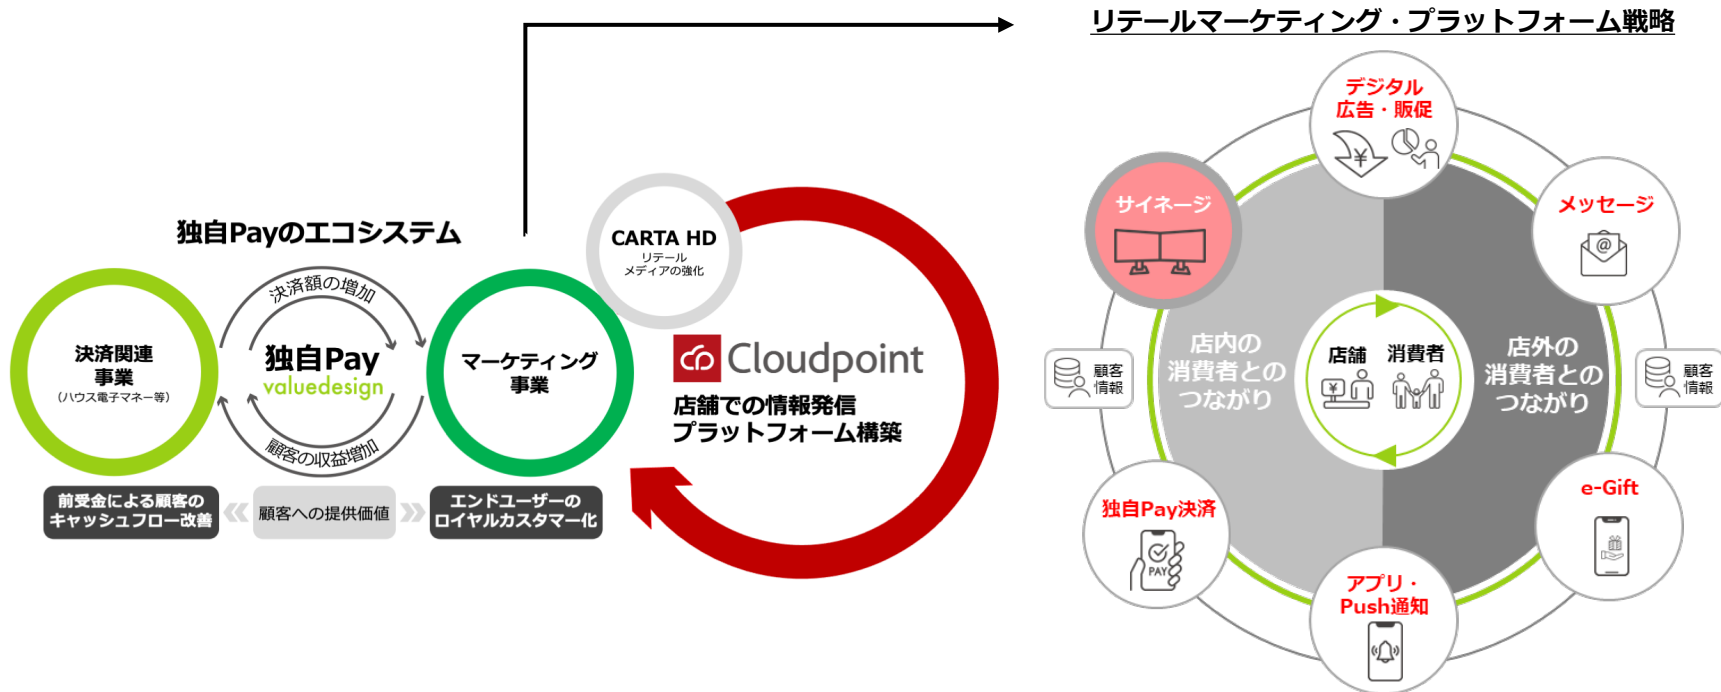 リテールマーケティング・プラットフォーム戦略
独自Payのエコシステム
決済関連
事業
（ハウス電子マネー等）
決済額の増加
独自Pay
valuedesign
顧客の収益増加
マーケティング
事業
CARTA HD
リテール
メディアの強化
Cloudpoint
店舗での情報発信
プラットフォーム構築
前受金による顧客の
キャッシュフロー改善
顧客への提供価値
エンドユーザーの
ロイヤルカスタマー化
デジタル
広告・販促
¥
サイネージ
メッセージ
@
顧客
情報
店内の
消費者との
つながり
店舗
¥
消費者
店外の
消費者との
つながり
顧客
情報
独自Pay決済
PAY
アプリ・
Push通知
e-Gift